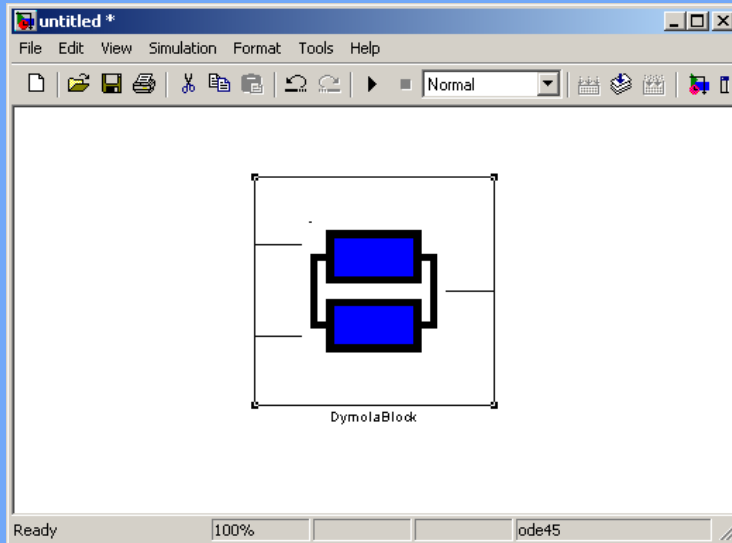 untitled *
File Edit View Simulation Format Tools Help
Normal
DymolaBlock
Ready 100% ode45